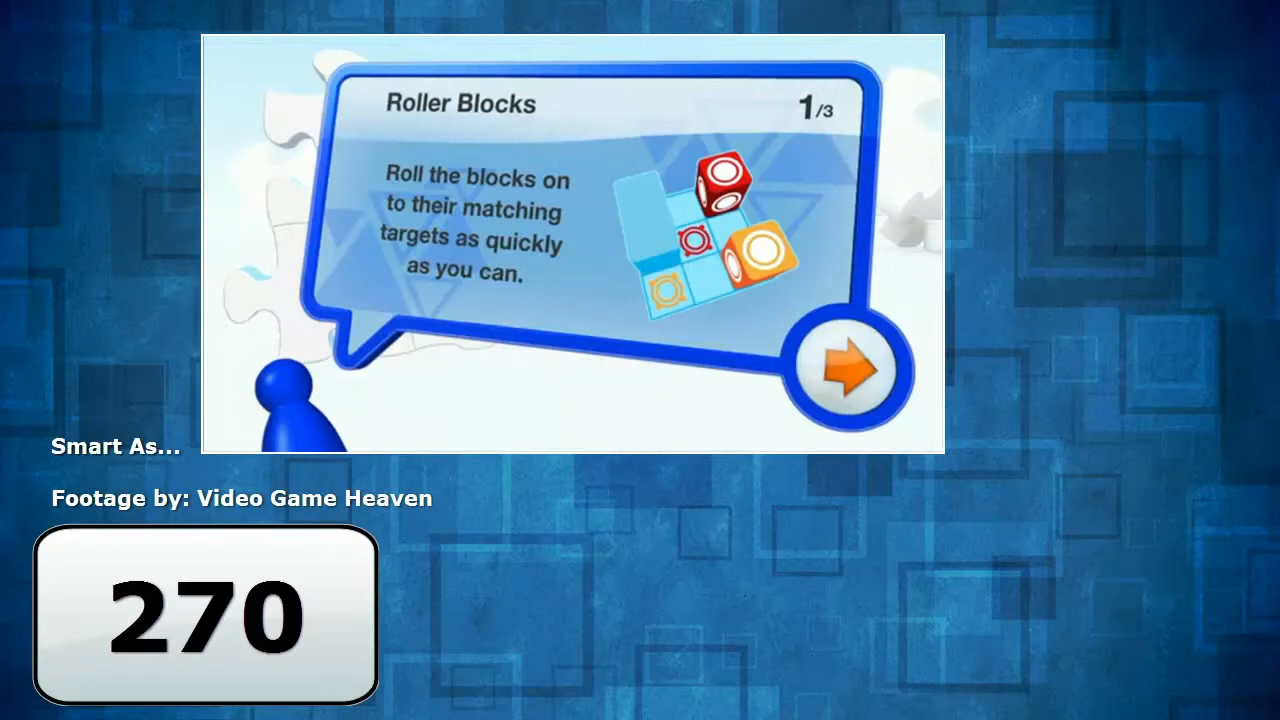 Roller Blocks
1/3
Roll the blocks on
to their matching
targets as quickly
as you can.
Smart As...
Footage by: Video Game Heaven
270